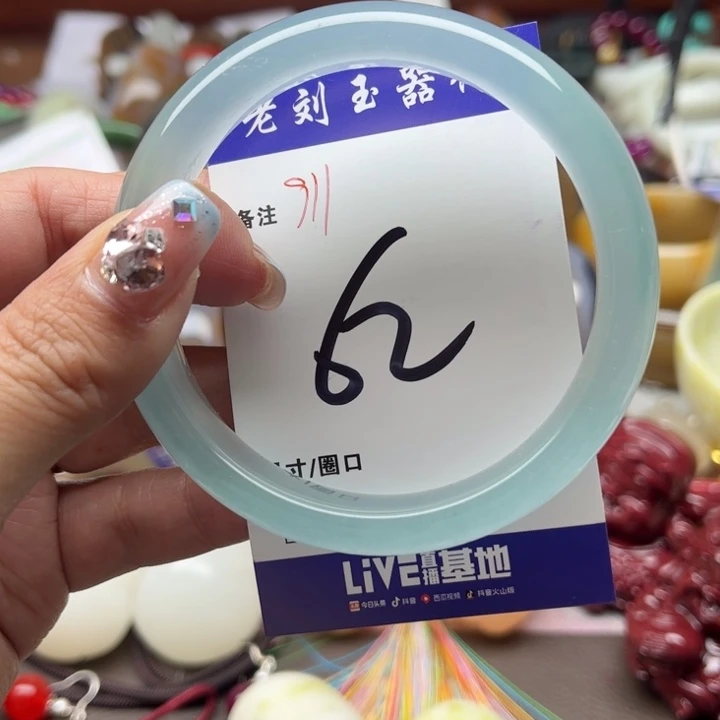 老刘玉器
备注 911
62
寸/圈口
LiVE直播基地
今日头条 抖音 西瓜视频 抖音火山版